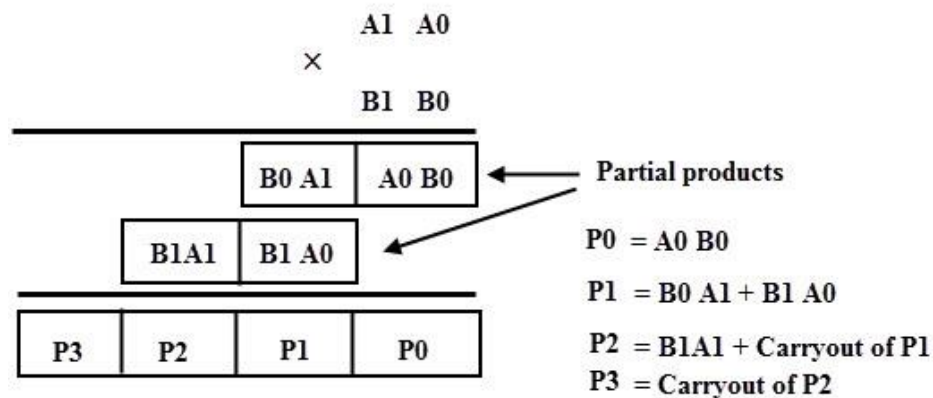 A1 A0
×
B1 B0
B0 A1 A0 B0
Partial products
B1A1 B1 A0
P0 = A0 B0
P1 = B0 A1 + B1 A0
P3 P2 P1 P0
P2 = B1A1 + Carryout of P1
P3 = Carryout of P2